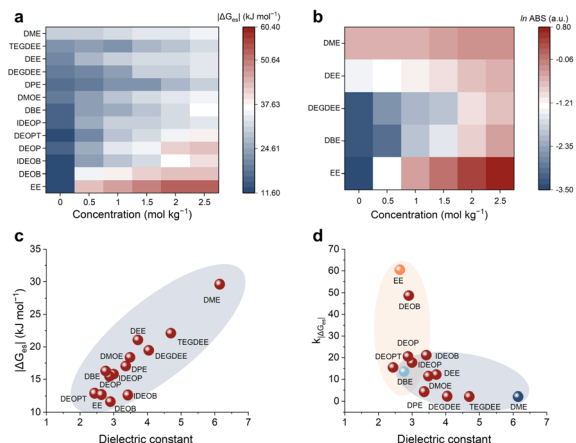 a
|ΔGes|
(kJ mol−1)
DME
TEGDEE
DEE
DEGDEE
DPE
DMOE
DBE
IDEOP
DEOPT
DEOP
IDEOB
DEOB
EE
0 0.5 1 1.5 2 2.5
Concentration (mol kg−1)
60.40
50.63
37.63
24.61
11.60
b
ln ABS (a.u.)
DME
DEE
DEGDEE
DBE
EE
0 0.5 1 1.5 2 2.5
Concentration (mol kg−1)
0.80
-0.06
-1.21
-2.35
-3.50
c
|ΔGes| (kJ mol−1)
35
30
25
20
15
10
DME
TEGDEE
DEE
DEGDEE
DMOE
DPE
DBE
IDEOP
DEOP
DEOPT
EE
DEOB
IDEOB
1 2 3 4 5 6 7
Dielectric constant
d
k|ΔGes|
70
60
50
40
30
20
10
0
EE
DEOB
DEOP
IDEOB
DEOPT
IDEOP
DBE
DEE
DMOE
DPE
DEGDEE
TEGDEE
DME
1 2 3 4 5 6 7
Dielectric constant